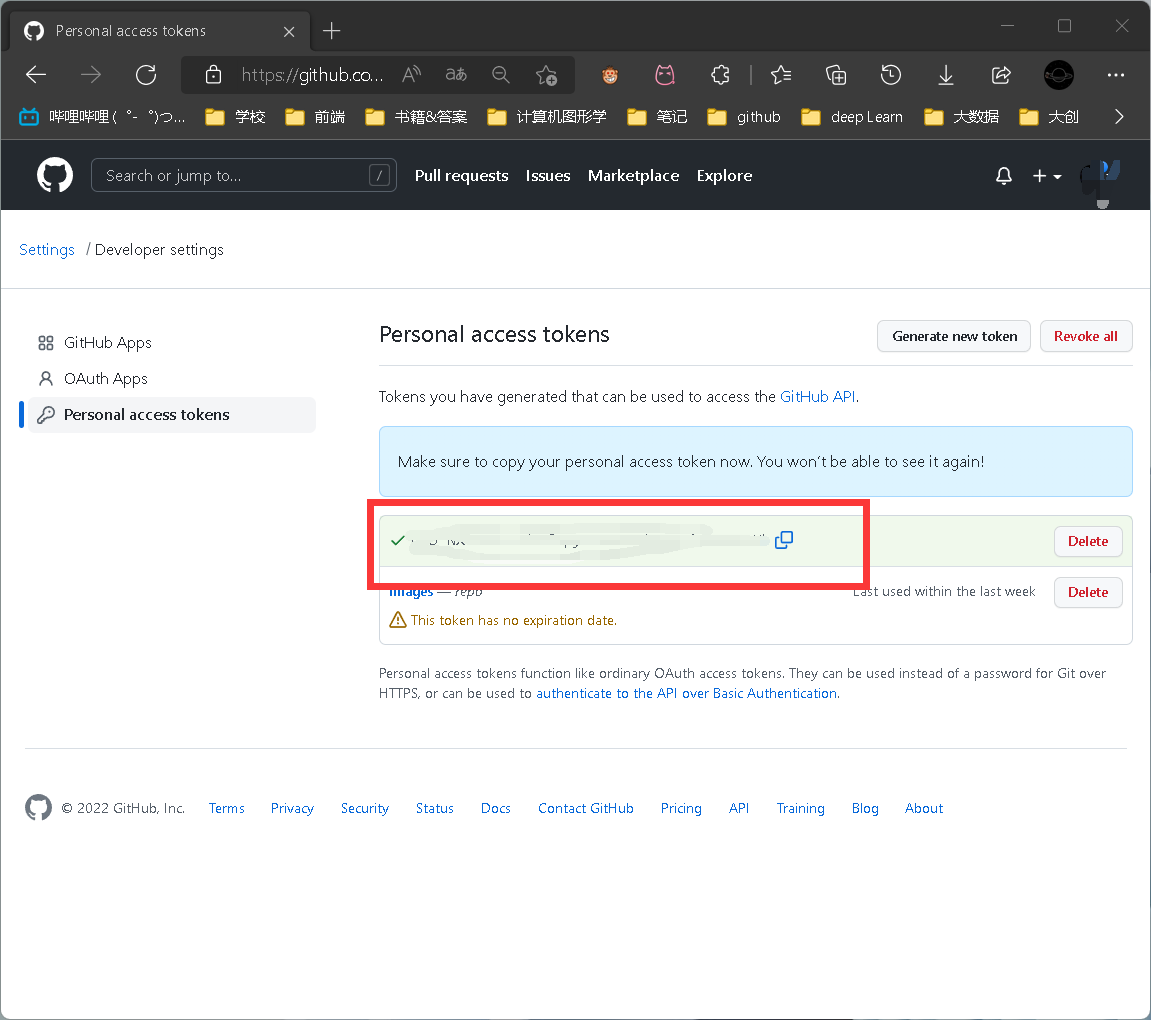 Personal access tokens
https://github.co...
哔哩哔哩 (゜-゜)つ...
学校
前端
书籍&答案
计算机图形学
笔记
github
deep Learn
大数据
大创
Search or jump to...
/
Pull requests
Issues
Marketplace
Explore
Settings / Developer settings
GitHub Apps
OAuth Apps
Personal access tokens
Personal access tokens
Generate new token
Revoke all
Tokens you have generated that can be used to access the GitHub API.
Make sure to copy your personal access token now. You won't be able to see it again!
Delete
images — repo
Last used within the last week
Delete
This token has no expiration date.
Personal access tokens function like ordinary OAuth access tokens. They can be used instead of a password for Git over
HTTPS, or can be used to authenticate to the API over Basic Authentication.
© 2022 GitHub, Inc.
Terms
Privacy
Security
Status
Docs
Contact GitHub
Pricing
API
Training
Blog
About